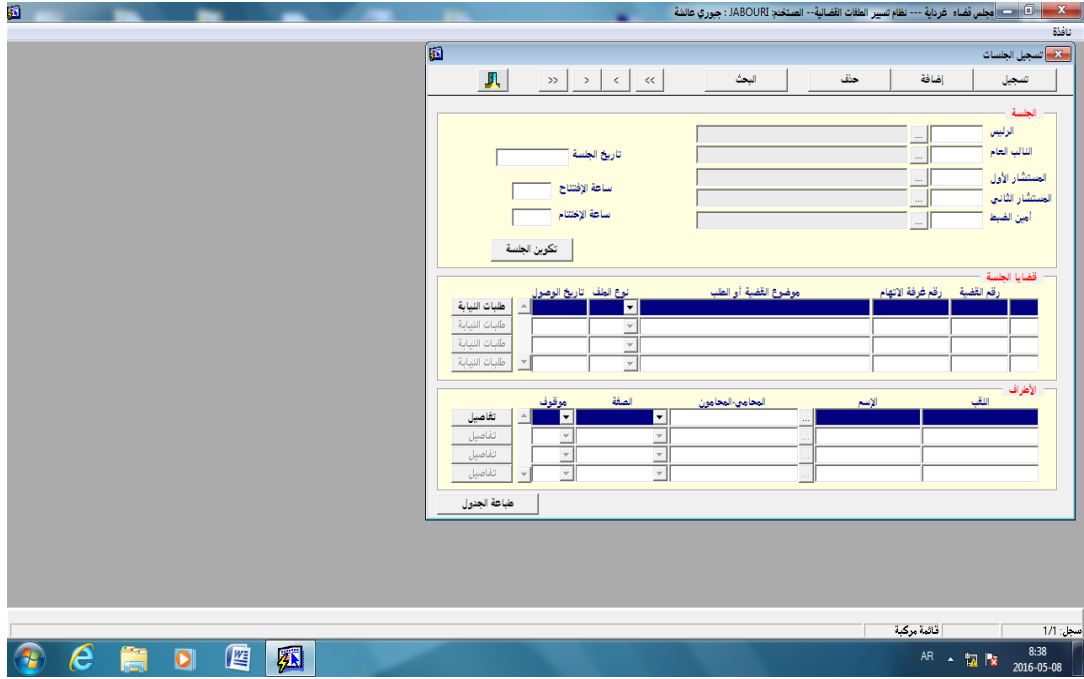 مجلس قضاء غرداية --- نظام تسيير الملفات القضائية-- المستخدم: JABOURI : جبوري عائشة
نافذة
تسجيل الجلسات
تسجيل إضافة حذف البحث >> > < <<
الجلسة
الرئيس ...
النائب العام ... تاريخ الجلسة
المستشار الأول ...
المستشار الثاني ... ساعة الإفتتاح
أمين الضبط ... ساعة الإختتام
تكوين الجلسة
قضايا الجلسة
رقم القضية رقم غرفة الاتهام موضوع القضية أو الطلب نوع الملف تاريخ الوصول
طلبات النيابة
طلبات النيابة
طلبات النيابة
طلبات النيابة
الأطراف
اللقب الإسم المحامي-المحامون الصفة موقوف
... تفاصيل
... تفاصيل
... تفاصيل
... تفاصيل
طباعة الجدول
سجل: 1/1 قائمة مركبة
AR 8:38
2016-05-08